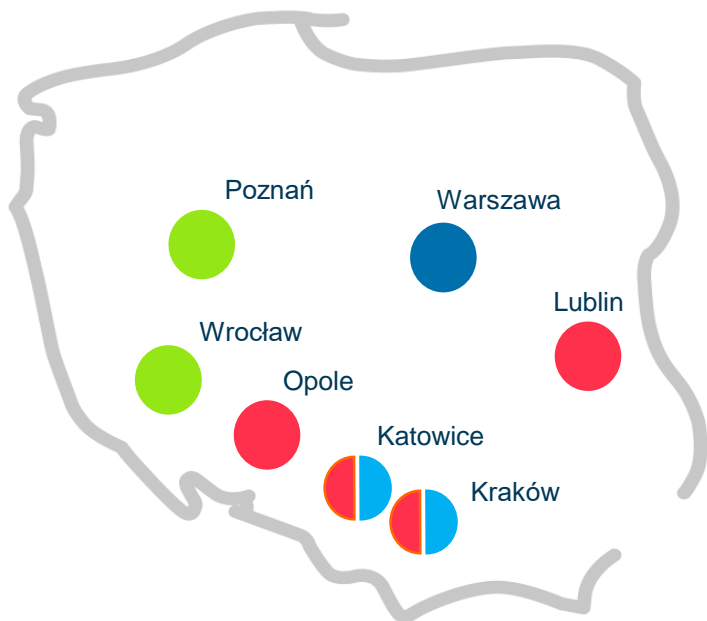 Poznań
Warszawa
Lublin
Wrocław
Opole
Katowice
Kraków